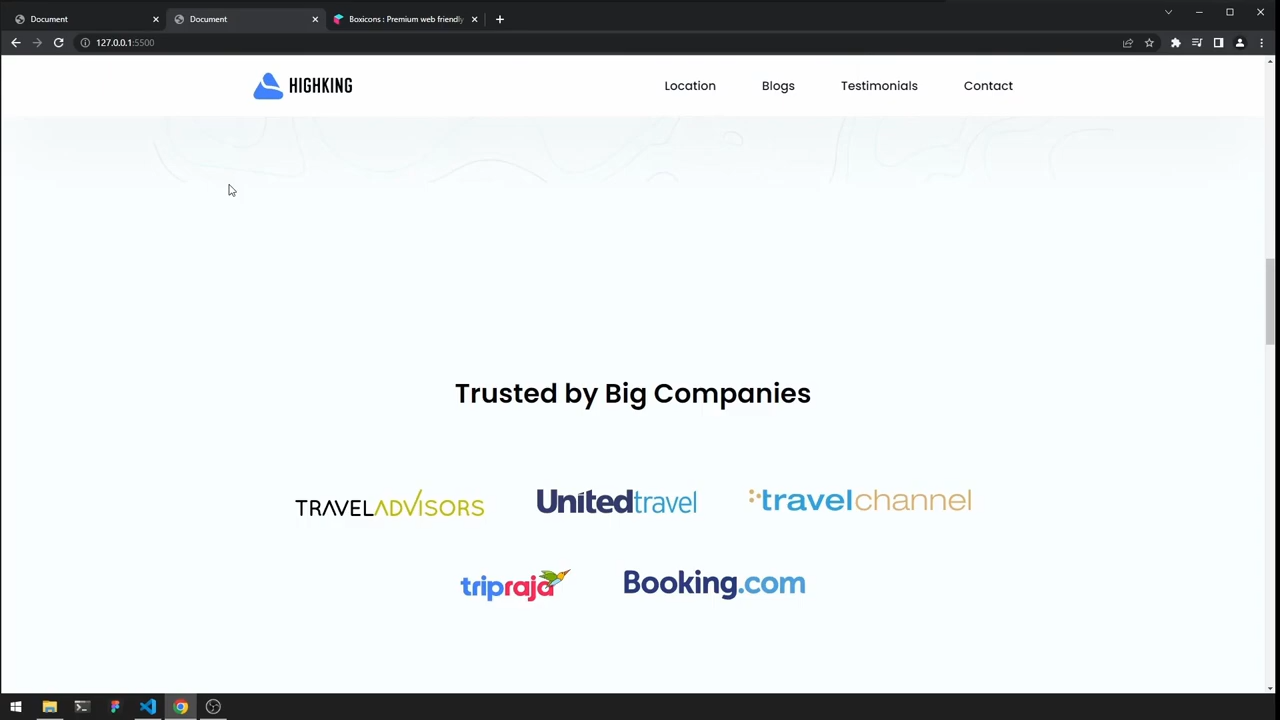 Document
Document
Boxicons : Premium web friendly
127.0.0.1:5500
HIGHKING
Location
Blogs
Testimonials
Contact
Trusted by Big Companies
TRAVELADVISORS
Unitedtravel
travelchannel
tripraja
Booking.com